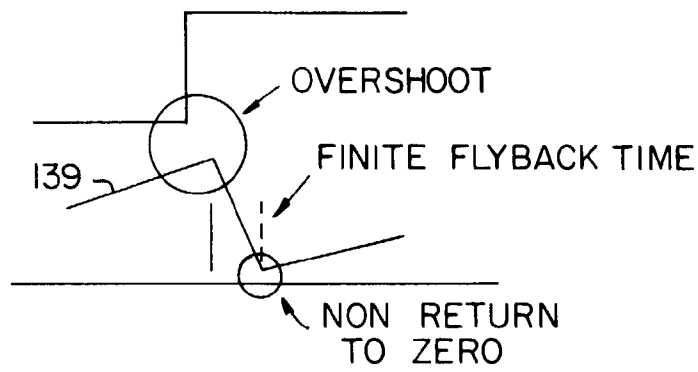 OVERSHOOT
FINITE FLYBACK TIME
139
NON RETURN
TO ZERO